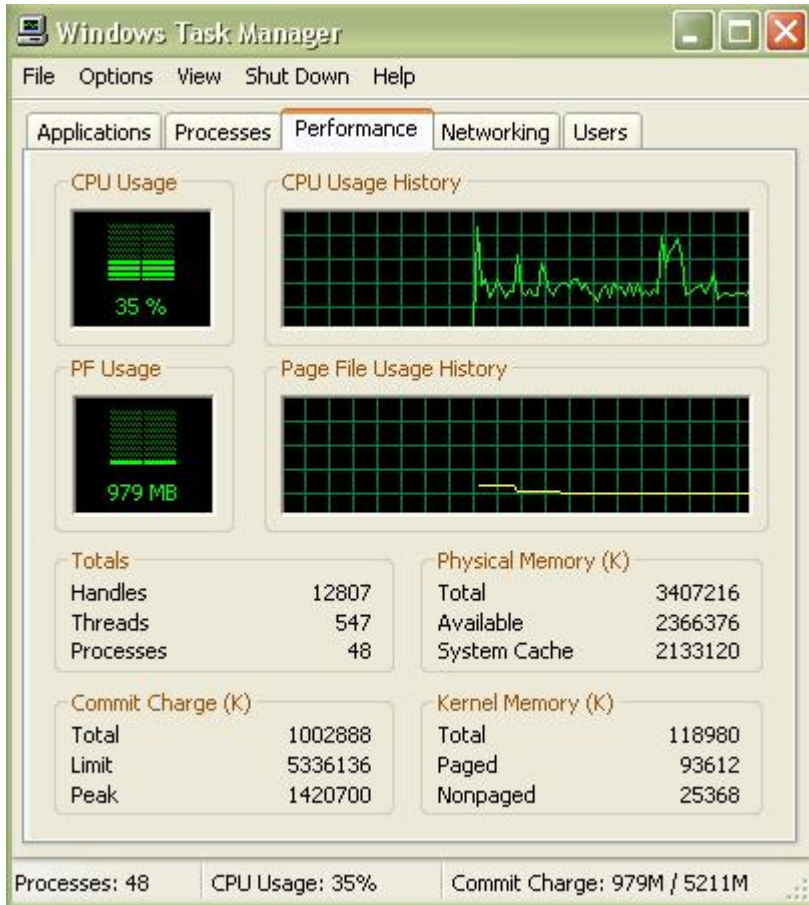 Windows Task Manager
File Options View Shut Down Help
Applications Processes Performance Networking Users
CPU Usage CPU Usage History
35 %
PF Usage Page File Usage History
979 MB
Totals Physical Memory (K)
Handles 12807 Total 3407216
Threads 547 Available 2366376
Processes 48 System Cache 2133120
Commit Charge (K) Kernel Memory (K)
Total 1002888 Total 118980
Limit 5336136 Paged 93612
Peak 1420700 Nonpaged 25368
Processes: 48 CPU Usage: 35% Commit Charge: 979M / 5211M